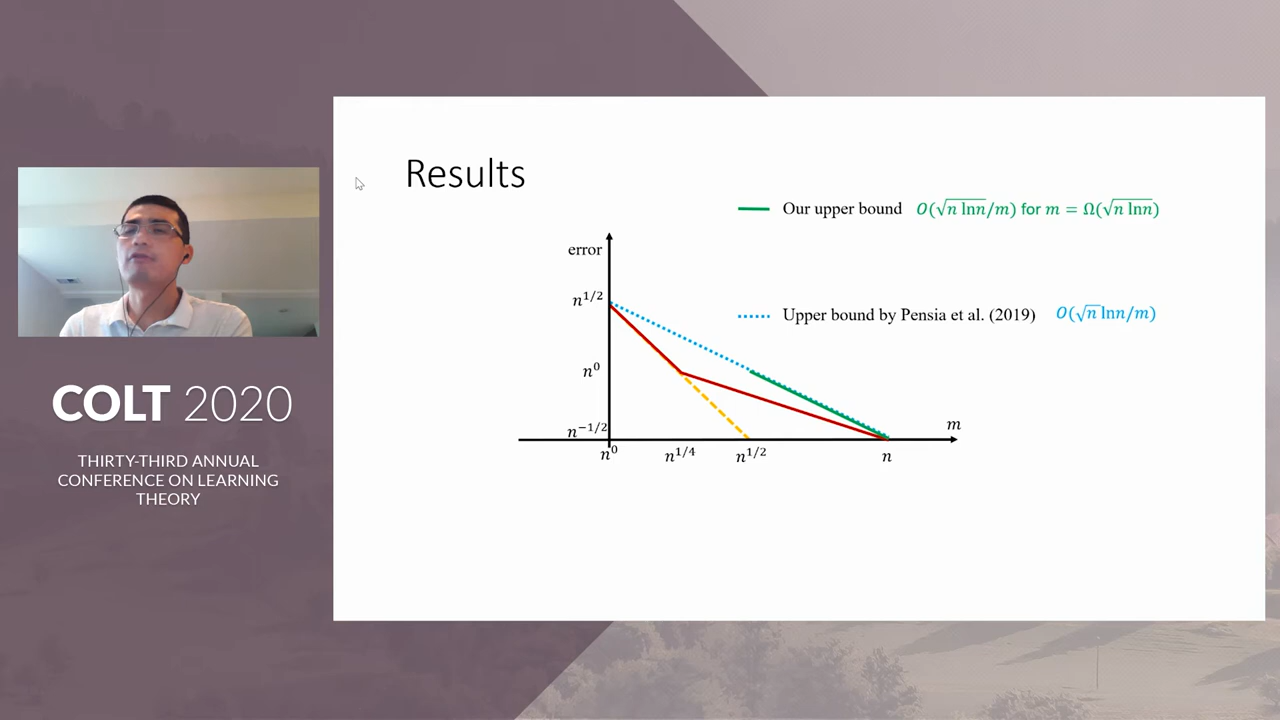 Results
Our upper bound O(√(n lnn)/m) for m = Ω(√(n lnn))
error
n^{1/2}
Upper bound by Pensia et al. (2019) O(√n lnn/m)
n^0
n^{-1/2}
m
n^0 n^{1/4} n^{1/2} n
COLT 2020
THIRTY-THIRD ANNUAL
CONFERENCE ON LEARNING
THEORY